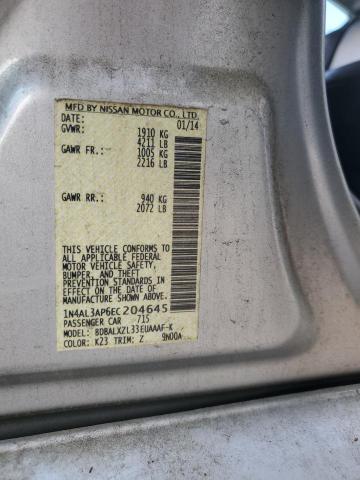 MFD BY NISSAN MOTOR CO., LTD.
DATE: 01/14
GVWR: 1910 KG
4211 LB
GAWR FR: 1005 KG
2216 LB
GAWR RR: 940 KG
2072 LB
THIS VEHICLE CONFORMS TO
ALL APPLICABLE FEDERAL
MOTOR VEHICLE SAFETY,
BUMPER, AND THEFT
PREVENTION STANDARDS IN
EFFECT ON THE DATE OF
MANUFACTURE SHOWN ABOVE.
1N4AL3AP6EC204645
PASSENGER CAR 715
MODEL: BDBALXZL33EUAAAF-K
COLOR: K23 TRIM: Z 9N00A